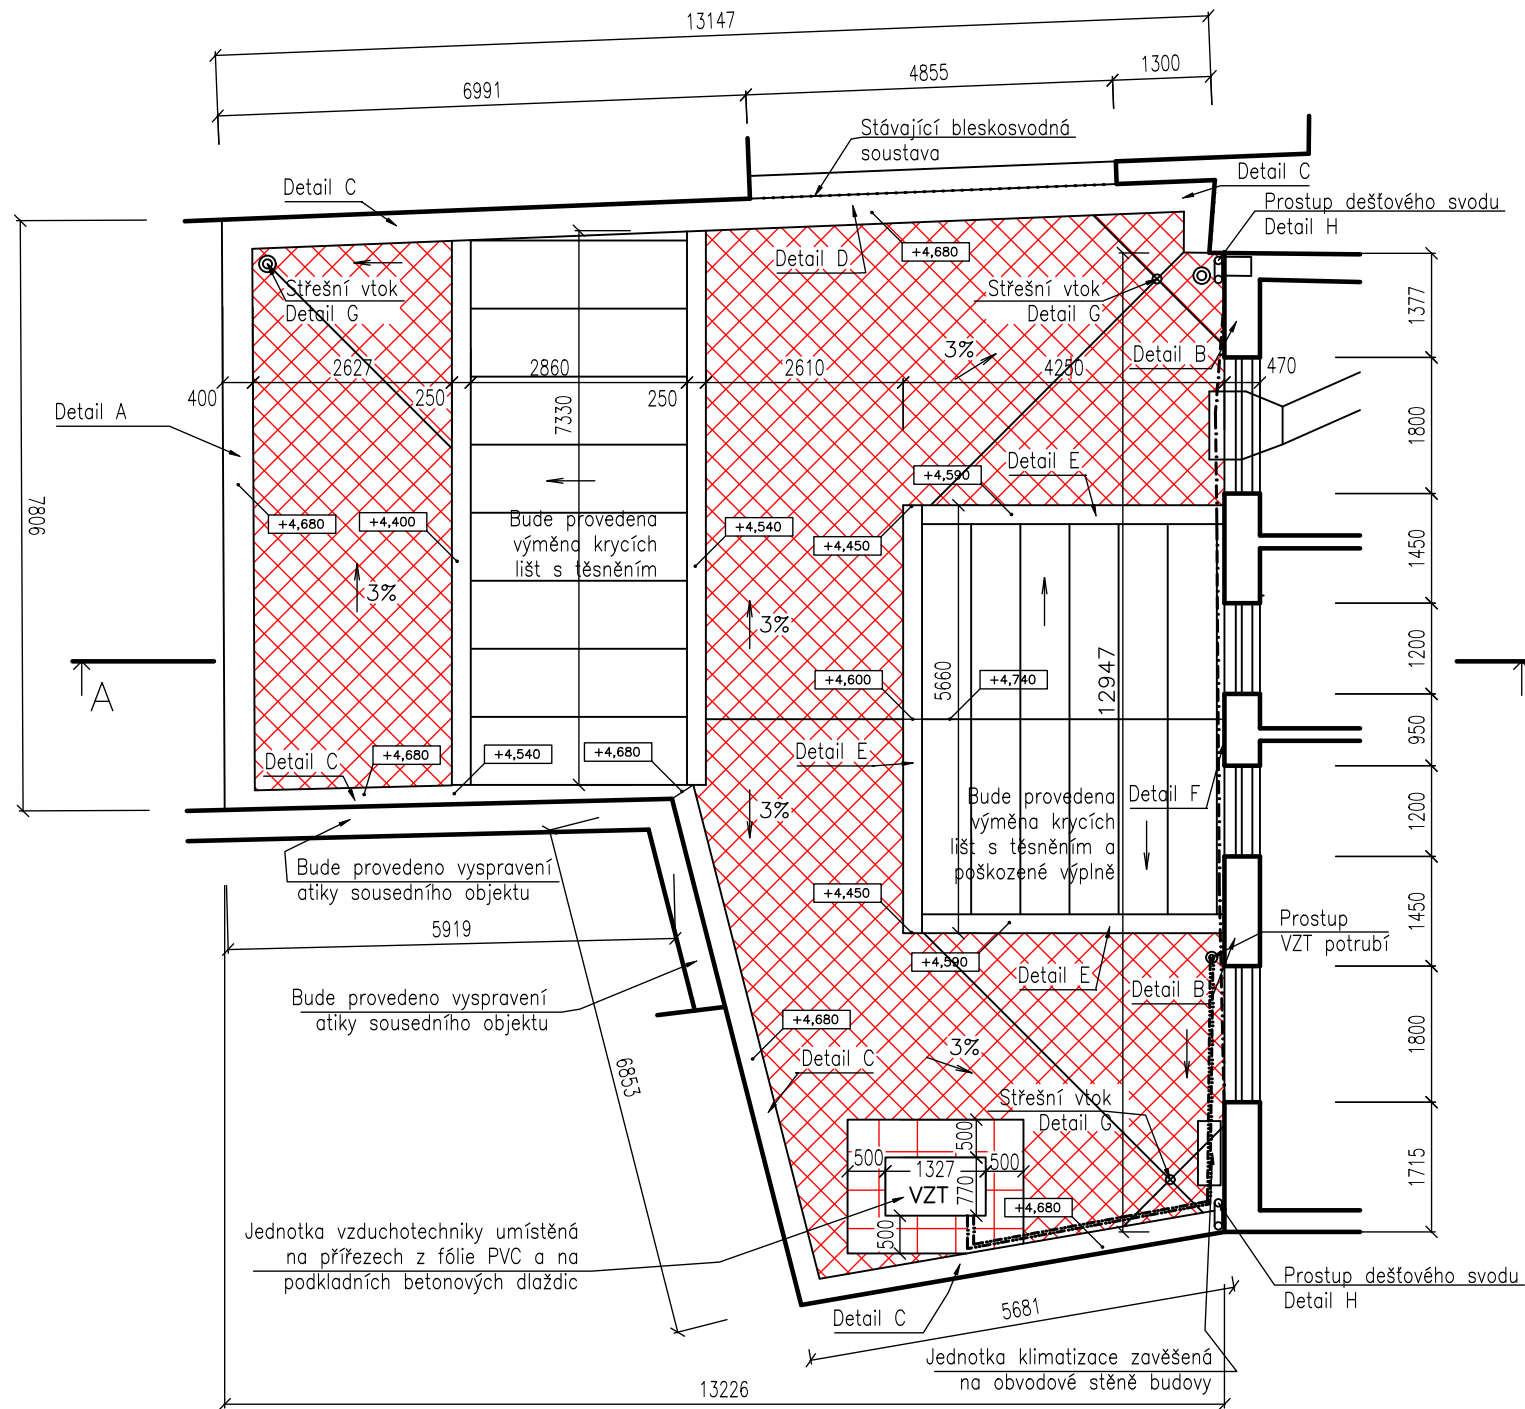 13147
6991
4855
1300
Stávající bleskosvodná
soustava
Detail C
Detail C
Prostup dešťového svodu
Detail H
Detail D
+4,680
Střešní vtok
Detail G
Střešní vtok
Detail G
3%
Detail B
1377
400
2627
250
2860
250
2610
4250
470
7330
Detail A
1800
7806
+4,680
+4,400
Bude provedena
výměna krycích
lišt s těsněním
+4,540
+4,590
Detail E
+4,450
1450
3%
3%
1200
A
+4,600
+4,740
5660
12947
950
Detail C
+4,680
+4,540
+4,680
Detail E
3%
Bude provedena
výměna krycích
lišt s těsněním a
poškozené výplně
Detail F
1200
Bude provedeno vyspravení
atiky sousedního objektu
+4,450
1450
5919
+4,590
Detail E
Prostup
VZT potrubí
Detail B
Bude provedeno vyspravení
atiky sousedního objektu
+4,680
Detail C
3%
1800
6853
Střešní vtok
Detail G
500
500
1327
500
VZT
770
500
+4,680
1715
Jednotka vzduchotechniky umístěná
na přířezech z fólie PVC a na
podkladních betonových dlaždic
Prostup dešťového svodu
Detail H
Detail C
5681
Jednotka klimatizace zavěšená
na obvodové stěně budovy
13226